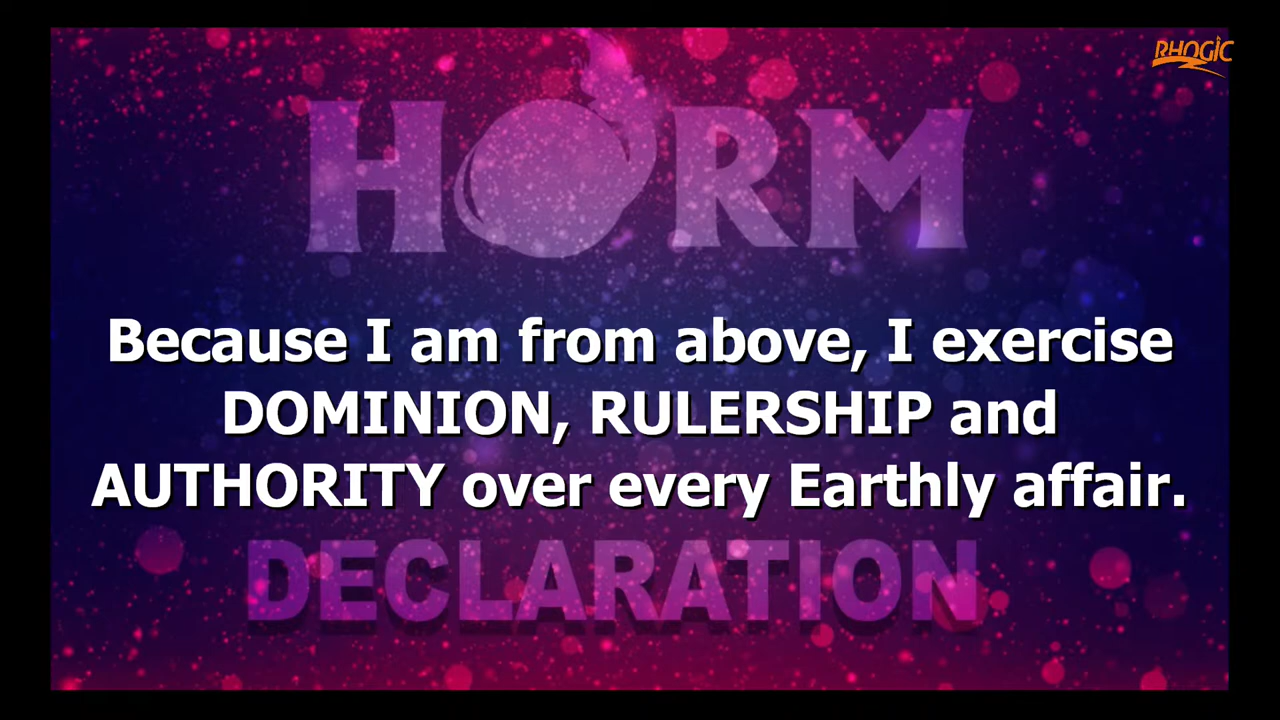 RHOGIC
HORM
Because I am from above, I exercise
DOMINION, RULERSHIP and
AUTHORITY over every Earthly affair.
DECLARATION